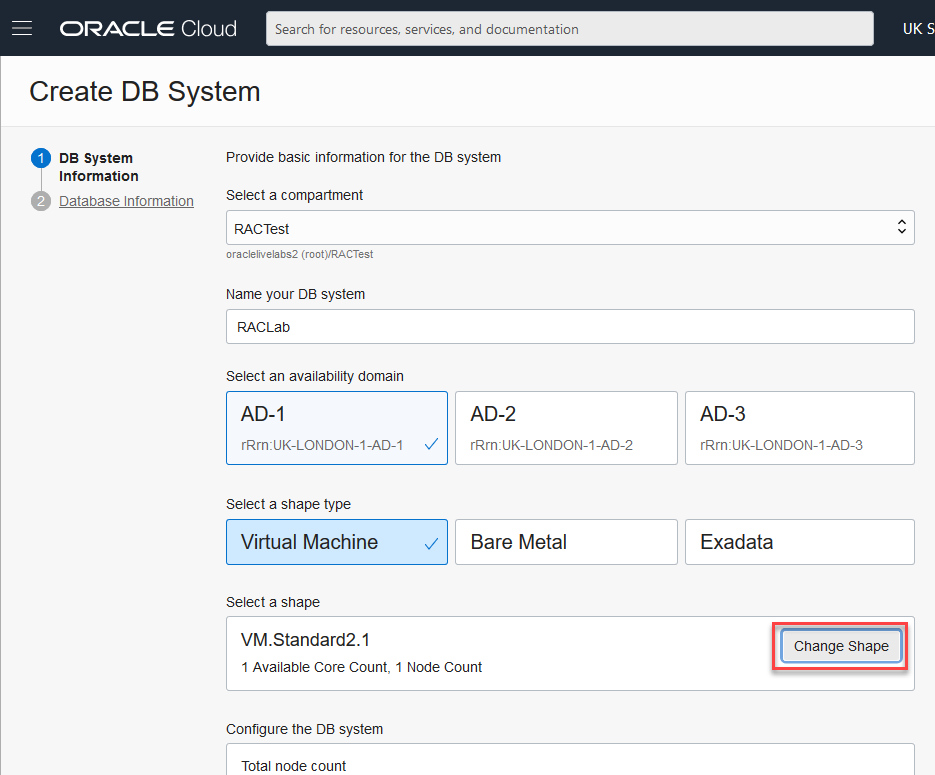 ORACLE Cloud
Search for resources, services, and documentation
UK S
Create DB System
1 DB System
Information
2 Database Information
Provide basic information for the DB system
Select a compartment
RACTest
oraclelivelabs2 (root)/RACTest
Name your DB system
RACLab
Select an availability domain
AD-1 AD-2 AD-3
rRrn:UK-LONDON-1-AD-1 rRrn:UK-LONDON-1-AD-2 rRrn:UK-LONDON-1-AD-3
Select a shape type
Virtual Machine Bare Metal Exadata
Select a shape
VM.Standard2.1
Change Shape
1 Available Core Count, 1 Node Count
Configure the DB system
Total node count